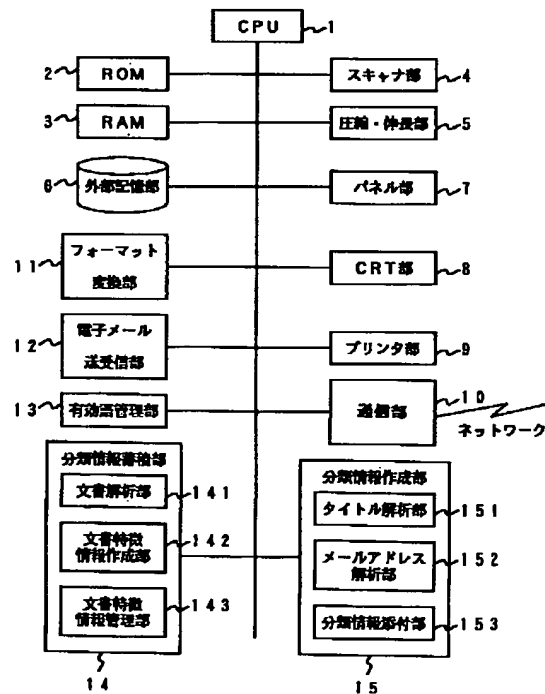 CPU 1
2 ROM
スキャナ部 4
3 RAM
圧縮・伸長部 5
6 外部記憶部
パネル部 7
11 フォーマット
変換部
CRT部 8
12 電子メール
送受信部
プリンタ部 9
13 有効語管理部
通信部 10
ネットワーク
分類情報蓄積部
文書解析部 141
文書特徴
情報作成部 142
文書特徴
情報管理部 143
14
分類情報作成部
タイトル解析部 151
メールアドレス
解析部 152
分類情報添付部 153
15